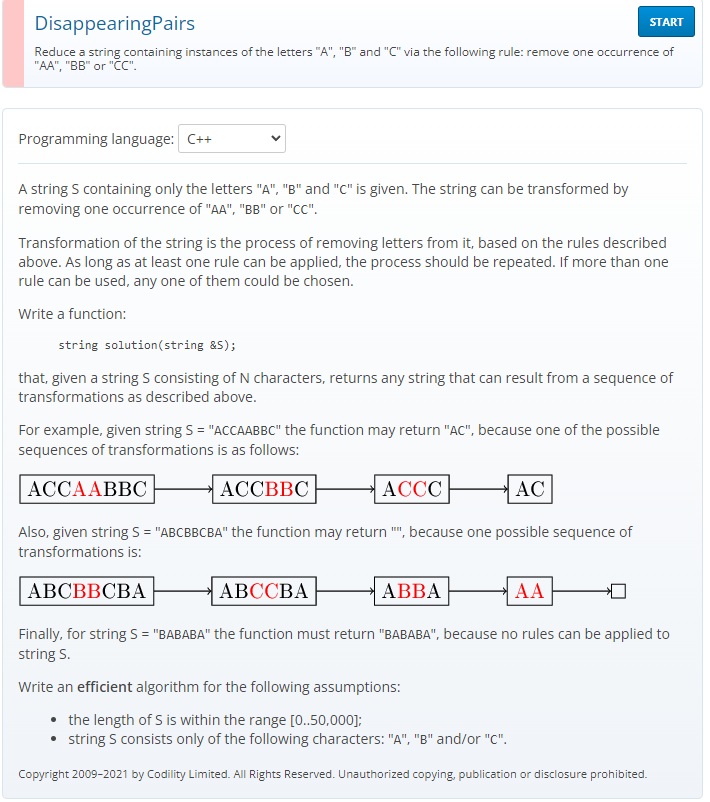 DisappearingPairs
START
Reduce a string containing instances of the letters "A", "B" and "C" via the following rule: remove one occurrence of
"AA", "BB" or "CC".
Programming language: C++
A string S containing only the letters "A", "B" and "C" is given. The string can be transformed by
removing one occurrence of "AA", "BB" or "CC".
Transformation of the string is the process of removing letters from it, based on the rules described
above. As long as at least one rule can be applied, the process should be repeated. If more than one
rule can be used, any one of them could be chosen.
Write a function:
string solution(string &S);
that, given a string S consisting of N characters, returns any string that can result from a sequence of
transformations as described above.
For example, given string S = "ACCAABBC" the function may return "AC", because one of the possible
sequences of transformations is as follows:
ACCAABBC ACCBBC ACCC AC
Also, given string S = "ABCBBCBA" the function may return "", because one possible sequence of
transformations is:
ABCBBCBA ABCCBA ABBA AA
Finally, for string S = "BABABA" the function must return "BABABA", because no rules can be applied to
string S.
Write an efficient algorithm for the following assumptions:
• the length of S is within the range [0..50,000];
• string S consists only of the following characters: "A", "B" and/or "C".
Copyright 2009–2021 by Codility Limited. All Rights Reserved. Unauthorized copying, publication or disclosure prohibited.